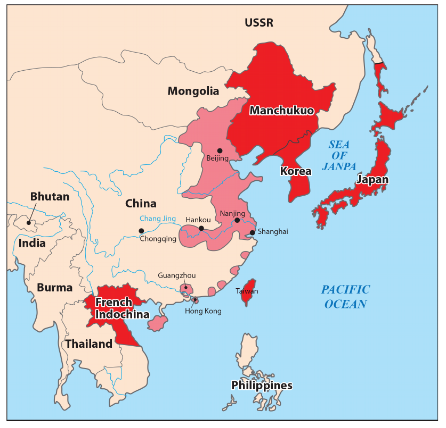 USSR
Mongolia
Manchukuo
Beijing
SEA
OF
JANPA
Korea
Japan
Bhutan
China
Chang Jing
Hankou
Nanjing
Chongqing
Shanghai
India
Guangzhou
Burma
French
Indochina
Taiwan
Hong Kong
PACIFIC
OCEAN
Thailand
Philippines